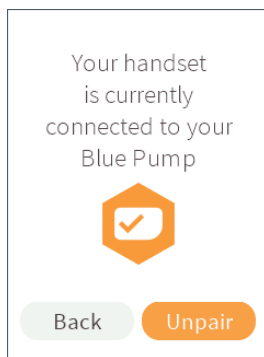 Your handset
is currently
connected to your
Blue Pump
Back Unpair